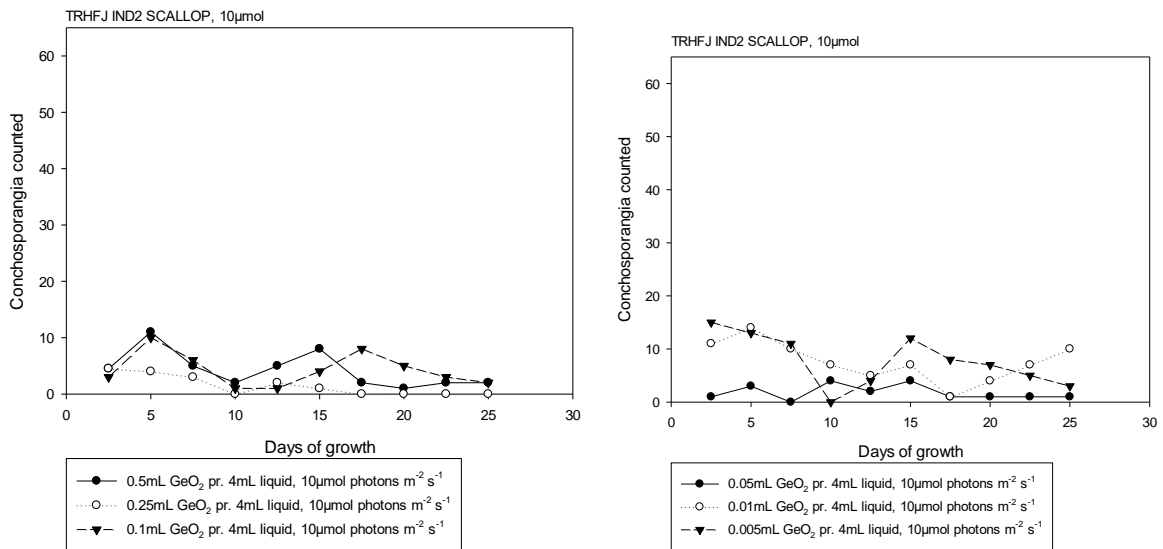 TRHFJ IND2 SCALLOP, 10µmol
60
50
40
30
20
10
0
Conchosporangia counted
0 5 10 15 20 25 30
Days of growth
0.5mL GeO2 pr. 4mL liquid, 10µmol photons m-2 s-1
0.25mL GeO2 pr. 4mL liquid, 10µmol photons m-2 s-1
0.1mL GeO2 pr. 4mL liquid, 10µmol photons m-2 s-1
TRHFJ IND2 SCALLOP, 10µmol
60
50
40
30
20
10
0
Conchosporangia counted
0 5 10 15 20 25 30
Days of growth
0.05mL GeO2 pr. 4mL liquid, 10µmol photons m-2 s-1
0.01mL GeO2 pr. 4mL liquid, 10µmol photons m-2 s-1
0.005mL GeO2 pr. 4mL liquid, 10µmol photons m-2 s-1